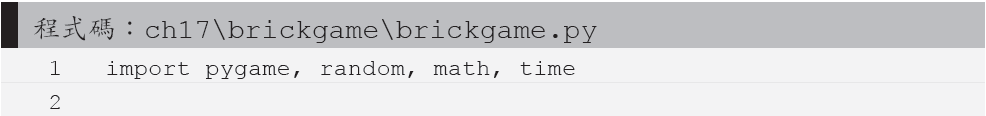 程式碼：ch17\brickgame\brickgame.py
1 import pygame, random, math, time
2